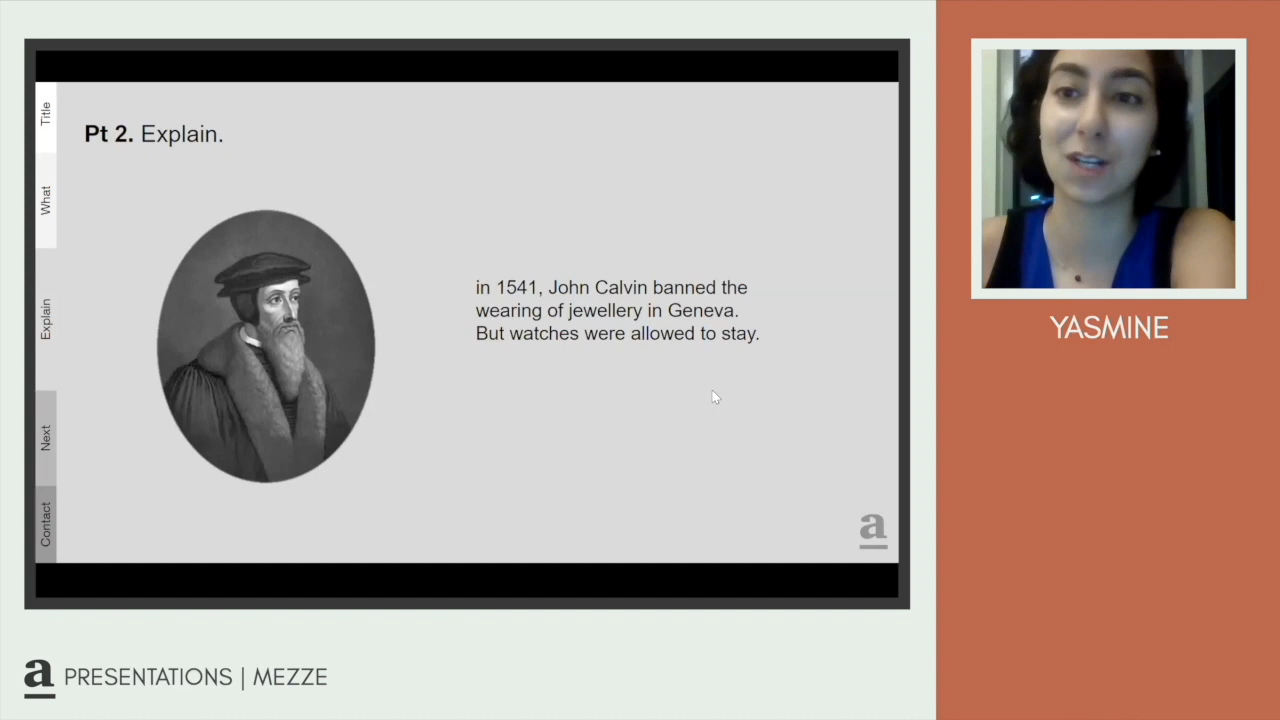 Title
What
Explain
Next
Contact
Pt 2. Explain.
in 1541, John Calvin banned the
wearing of jewellery in Geneva.
But watches were allowed to stay.
a
YASMINE
a PRESENTATIONS | MEZZE